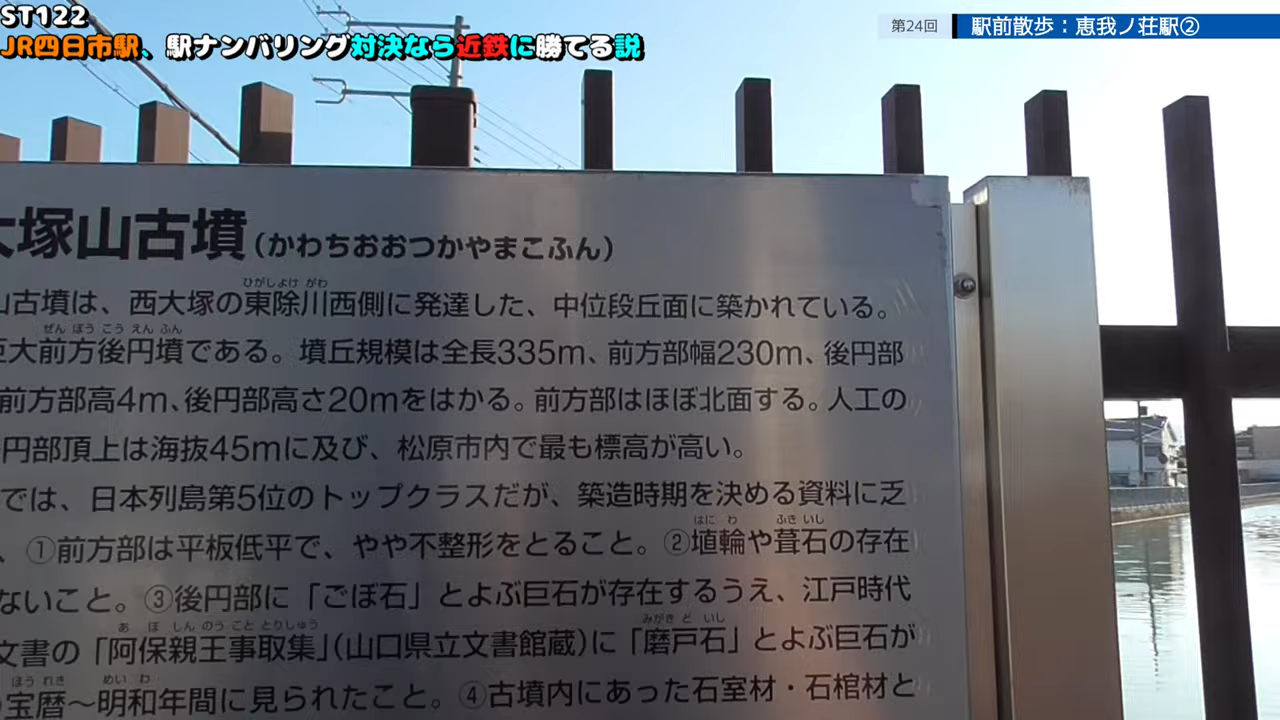 ST122
JR四日市駅、駅ナンバリング対決なら近鉄に勝てる説
第24回
駅前散歩：恵我ノ荘駅②
大塚山古墳（かわちおおつかやまこふん）
ひがしよけ がわ
山古墳は、西大塚の東除川西側に発達した、中位段丘面に築かれている。
ぜん ぽう こう えん ふん
巨大前方後円墳である。墳丘規模は全長335m、前方部幅230m、後円部
前方部高4m、後円部高さ20mをはかる。前方部はほぼ北面する。人工の
円部頂上は海抜45mに及び、松原市内で最も標高が高い。
では、日本列島第5位のトップクラスだが、築造時期を決める資料に乏
はに わ ふき いし
、①前方部は平板低平で、やや不整形をとること。②埴輪や葺石の存在
ないこと。③後円部に「ごぼ石」とよぶ巨石が存在するうえ、江戸時代
あ ぼ しん のう こと とりしゅう みがき ど いし
文書の「阿保親王事取集」（山口県立文書館蔵）に「磨戸石」とよぶ巨石が
ほう れき めい わ
宝暦〜明和年間に見られたこと。④古墳内にあった石室材・石棺材と